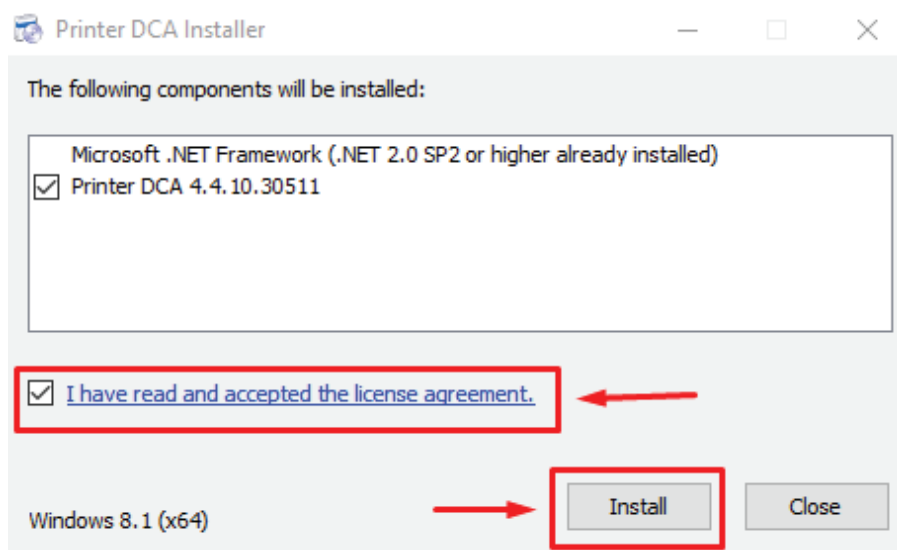 Printer DCA Installer
The following components will be installed:
Microsoft .NET Framework (.NET 2.0 SP2 or higher already installed)
Printer DCA 4.4.10.30511
I have read and accepted the license agreement.
Windows 8.1 (x64)
Install
Close